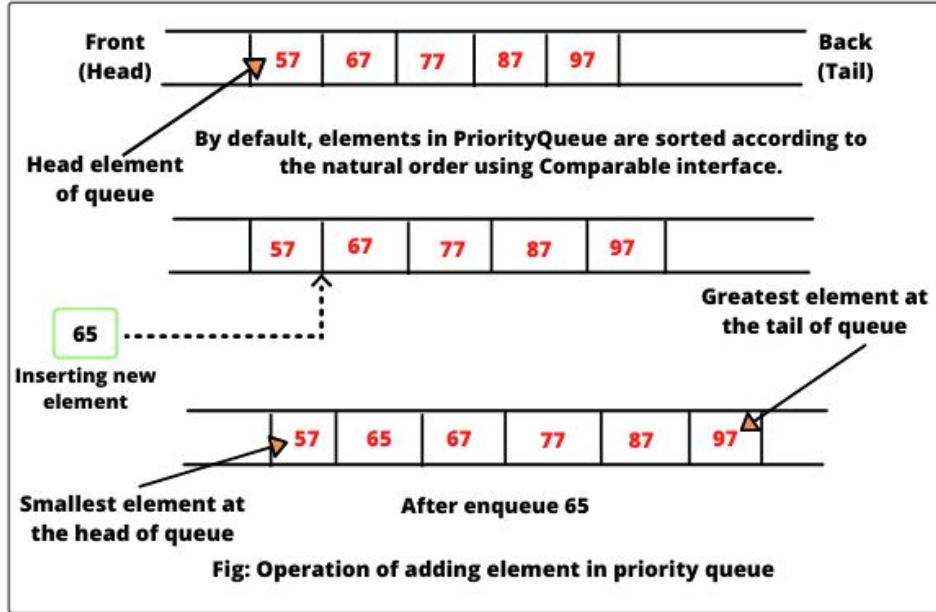 Front
(Head)
57 67 77 87 97
Back
(Tail)
By default, elements in PriorityQueue are sorted according to
the natural order using Comparable interface.
Head element
of queue
57 67 77 87 97
65
Inserting new
element
Greatest element at
the tail of queue
57 65 67 77 87 97
Smallest element at
the head of queue
After enqueue 65
Fig: Operation of adding element in priority queue